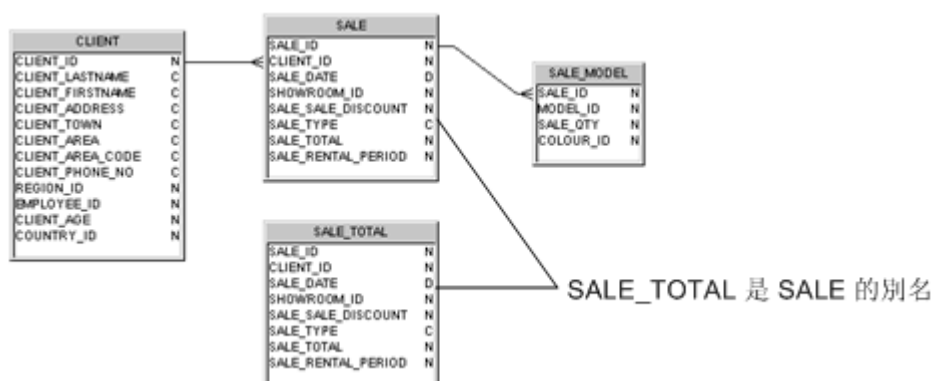 CLIENT
CLIENT_ID N
CLIENT_LASTNAME C
CLIENT_FIRSTNAME C
CLIENT_ADDRESS C
CLIENT_TOWN C
CLIENT_AREA C
CLIENT_AREA_CODE C
CLIENT_PHONE_NO C
REGION_ID N
EMPLOYEE_ID N
CLIENT_AGE N
COUNTRY_ID N
SALE
SALE_ID N
CLIENT_ID N
SALE_DATE D
SHOWROOM_ID N
SALE_SALE_DISCOUNT N
SALE_TYPE C
SALE_TOTAL N
SALE_RENTAL_PERIOD N
SALE_MODEL
SALE_ID N
MODEL_ID N
SALE_QTY N
COLOUR_ID N
SALE_TOTAL
SALE_ID N
CLIENT_ID N
SALE_DATE D
SHOWROOM_ID N
SALE_SALE_DISCOUNT N
SALE_TYPE C
SALE_TOTAL N
SALE_RENTAL_PERIOD N
SALE_TOTAL 是 SALE 的別名